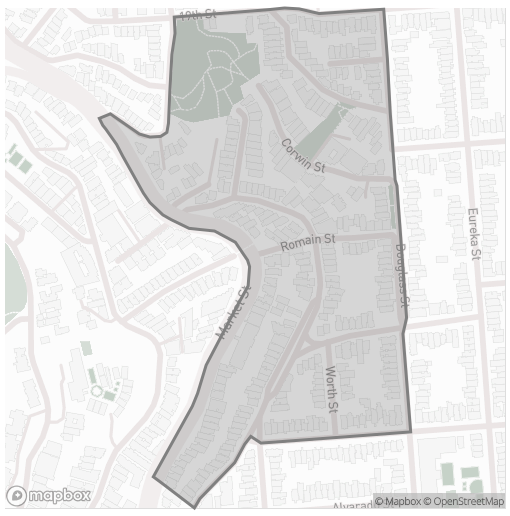 19th St
Corwin St
Eureka St
Romain St
Douglass St
Market St
Worth St
mapbox
Alvarado
© Mapbox © OpenStreetMap